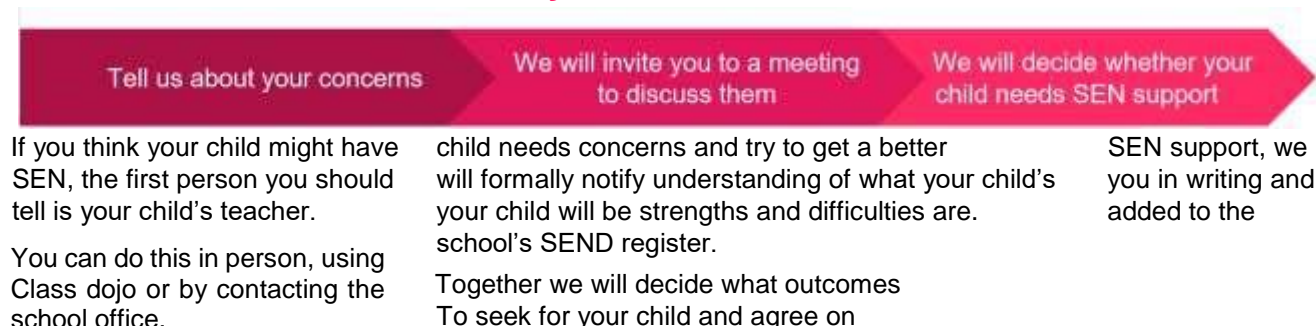 Tell us about your concerns
We will invite you to a meeting
to discuss them
We will decide whether your
child needs SEN support
If you think your child might have
SEN, the first person you should
tell is your child's teacher.
You can do this in person, using
Class dojo or by contacting the
school office.
child needs concerns and try to get a better
will formally notify understanding of what your child's
your child will be strengths and difficulties are.
school's SEND register.
Together we will decide what outcomes
To seek for your child and agree on
SEN support, we
you in writing and
added to the